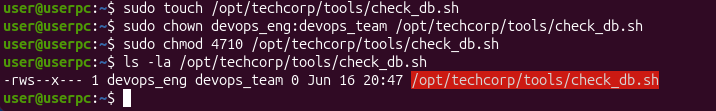 user@userpc:~$ sudo touch /opt/techcorp/tools/check_db.sh
user@userpc:~$ sudo chown devops_eng:devops_team /opt/techcorp/tools/check_db.sh
user@userpc:~$ sudo chmod 4710 /opt/techcorp/tools/check_db.sh
user@userpc:~$ ls -la /opt/techcorp/tools/check_db.sh
-rws--x--- 1 devops_eng devops_team 0 Jun 16 20:47 /opt/techcorp/tools/check_db.sh
user@userpc:~$